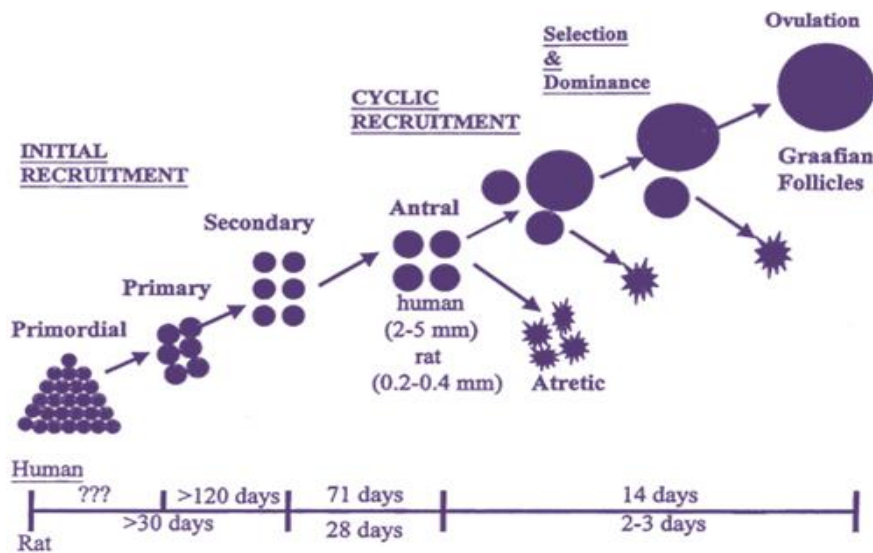 Ovulation
Selection
&
Dominance
CYCLIC
RECRUITMENT
INITIAL
RECRUITMENT
Graafian
Follicles
Antral
Secondary
Primary
Primordial
human
(2-5 mm)
rat
(0.2-0.4 mm)
Atretic
Human
??? >120 days 71 days 14 days
>30 days 28 days 2-3 days
Rat